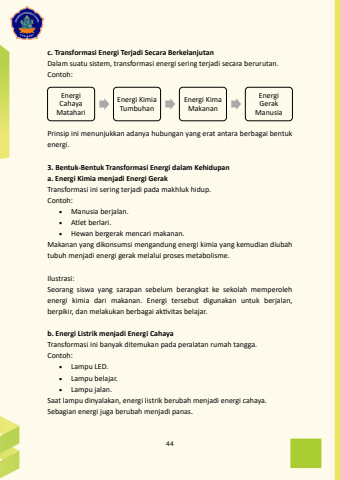 c. Transformasi Energi Terjadi Secara Berkelanjutan
Dalam suatu sistem, transformasi energi sering terjadi secara berurutan.
Contoh:
Energi
Cahaya
Matahari
Energi Kimia
Tumbuhan
Energi Kima
Makanan
Energi
Gerak
Manusia
Prinsip ini menunjukkan adanya hubungan yang erat antara berbagai bentuk
energi.
3. Bentuk-Bentuk Transformasi Energi dalam Kehidupan
a. Energi Kimia menjadi Energi Gerak
Transformasi ini sering terjadi pada makhluk hidup.
Contoh:
• Manusia berjalan.
• Atlet berlari.
• Hewan bergerak mencari makanan.
Makanan yang dikonsumsi mengandung energi kimia yang kemudian diubah
tubuh menjadi energi gerak melalui proses metabolisme.
Ilustrasi:
Seorang siswa yang sarapan sebelum berangkat ke sekolah memperoleh
energi kimia dari makanan. Energi tersebut digunakan untuk berjalan,
berpikir, dan melakukan berbagai aktivitas belajar.
b. Energi Listrik menjadi Energi Cahaya
Transformasi ini banyak ditemukan pada peralatan rumah tangga.
Contoh:
• Lampu LED.
• Lampu belajar.
• Lampu jalan.
Saat lampu dinyalakan, energi listrik berubah menjadi energi cahaya.
Sebagian energi juga berubah menjadi panas.
44